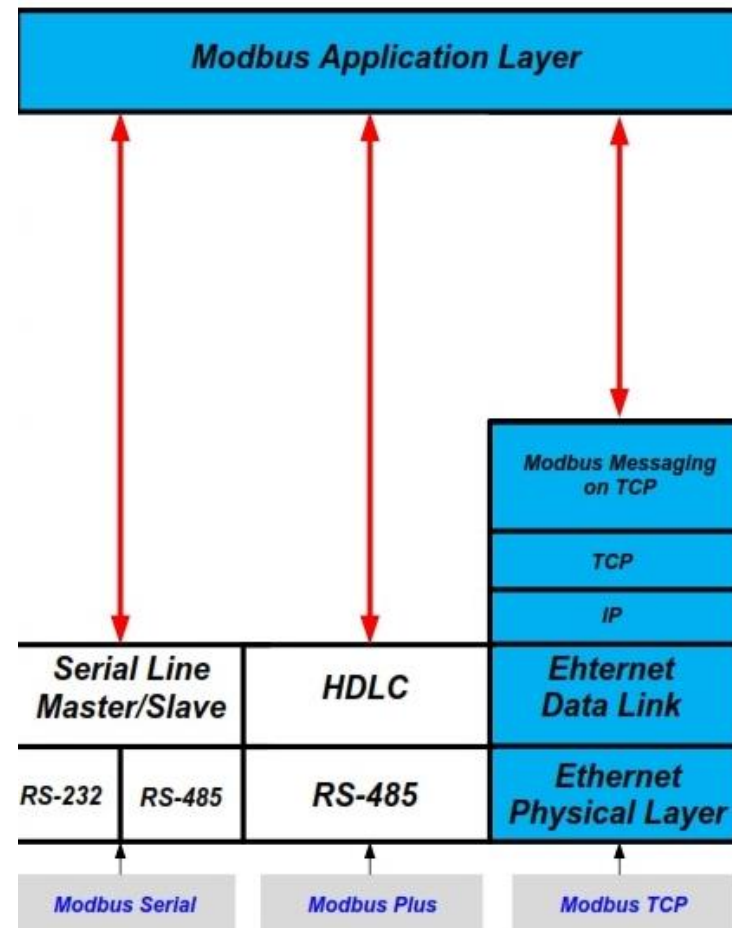 Modbus Application Layer
Modbus Messaging
on TCP
TCP
IP
Serial Line
Master/Slave
HDLC
Ehternet
Data Link
RS-232
RS-485
RS-485
Ethernet
Physical Layer
Modbus Serial
Modbus Plus
Modbus TCP